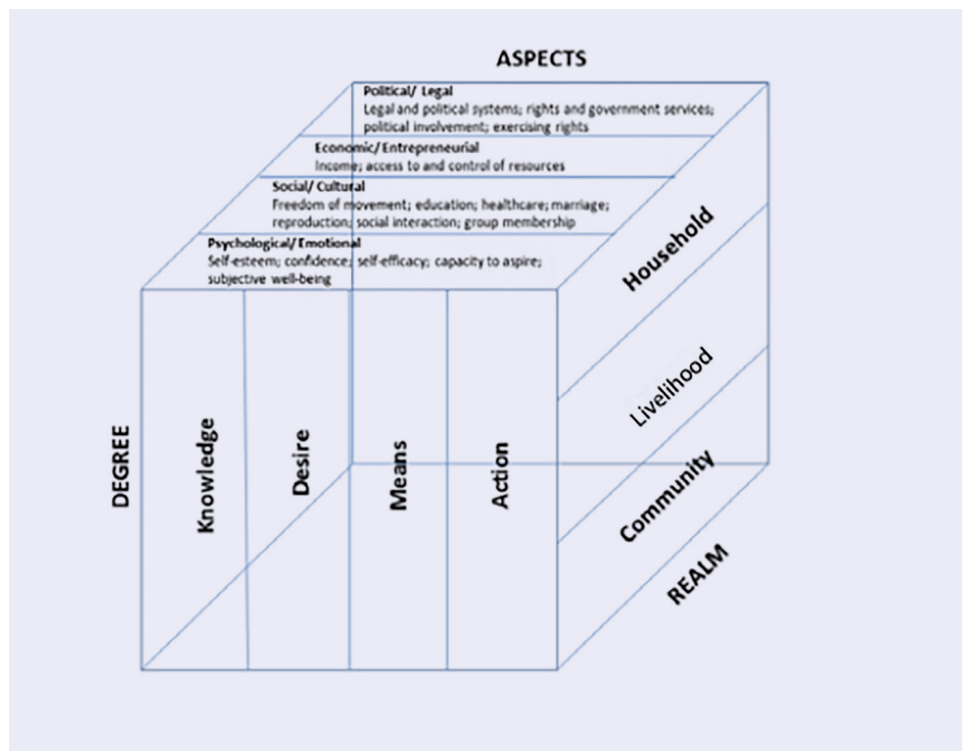 ASPECTS
Political/ Legal
Legal and political systems; rights and government services;
political involvement; exercising rights
Economic/ Entrepreneurial
Income; access to and control of resources
Social/ Cultural
Freedom of movement; education; healthcare; marriage;
reproduction; social interaction; group membership
Psychological/ Emotional
Self-esteem; confidence; self-efficacy; capacity to aspire;
subjective well-being
DEGREE
Knowledge
Desire
Means
Action
Household
Livelihood
Community
REALM